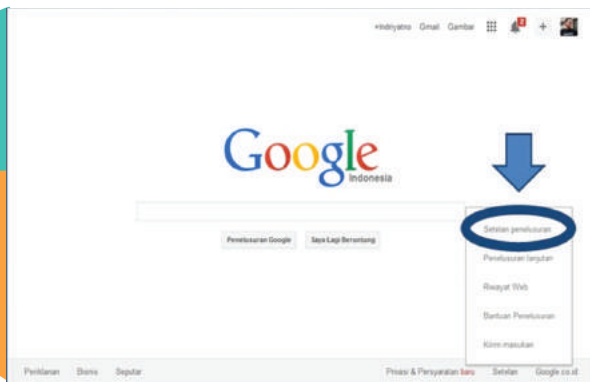 +Indriyatno Gmail Gambar 2 +
Google
Indonesia
Penelusuran Google Saya Lagi Beruntung
Setelan penelusuran
Penelusuran lanjutan
Riwayat Web
Bantuan Penelusuran
Kirim masukan
Periklanan Bisnis Seputar Privasi & Persyaratan baru Setelan Google.co.id